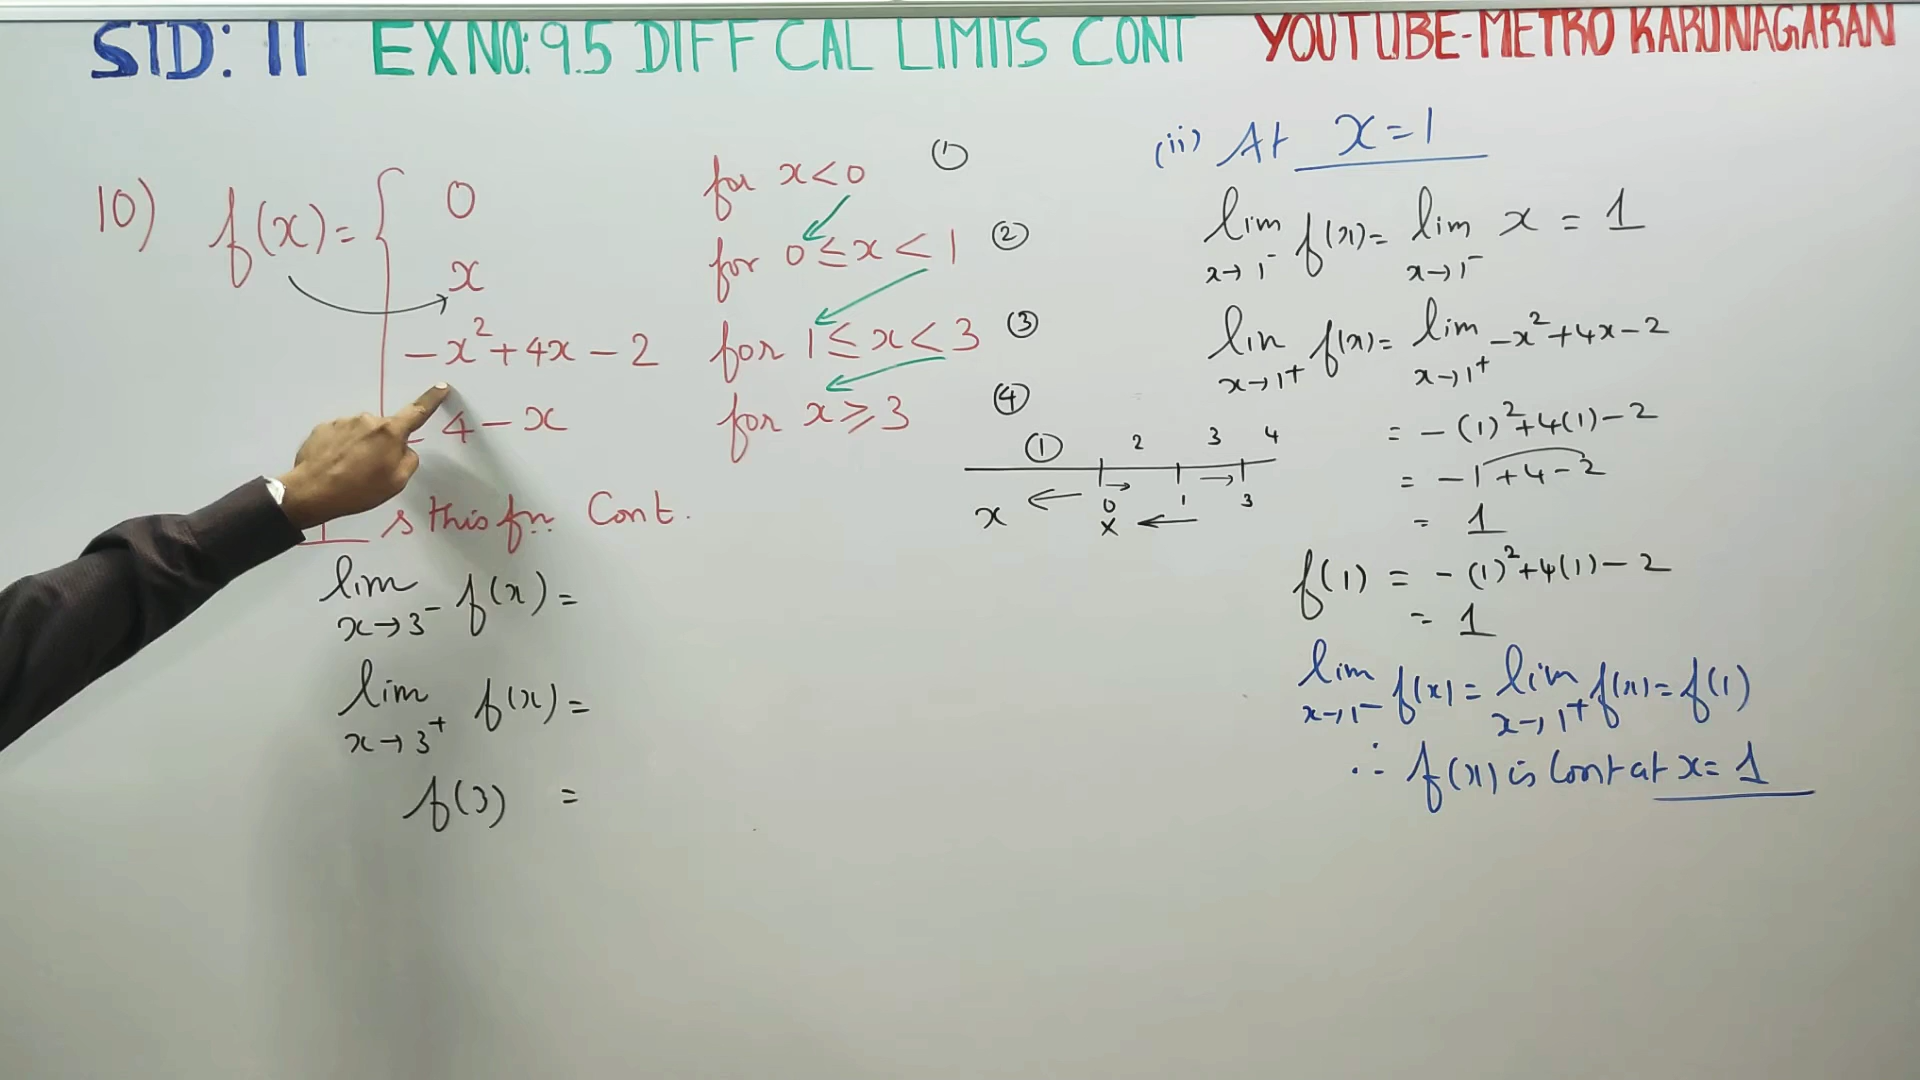 STD: 11 EXNO: 9.5 DIFF CAL LIMITS CONT YOUTUBE-METRO KARUNAGARAN
10) f(x) = { 0 for x < 0 ①
x for 0 ≤ x < 1 ②
-x²+4x-2 for 1 ≤ x < 3 ③
4-x for x ≥ 3 ④
① 2 3 4
0 1 3
x x
Is this fn Cont.
lim x→3⁻ f(x) =
lim x→3⁺ f(x) =
f(3) =
(ii) At x=1
lim x→1⁻ f(x) = lim x→1⁻ x = 1
lim x→1⁺ f(x) = lim x→1⁺ -x²+4x-2
= -(1)²+4(1)-2
= -1+4-2
= 1
f(1) = -(1)²+4(1)-2
= 1
lim x→1⁻ f(x) = lim x→1⁺ f(x) = f(1)
∴ f(x) is Cont at x = 1